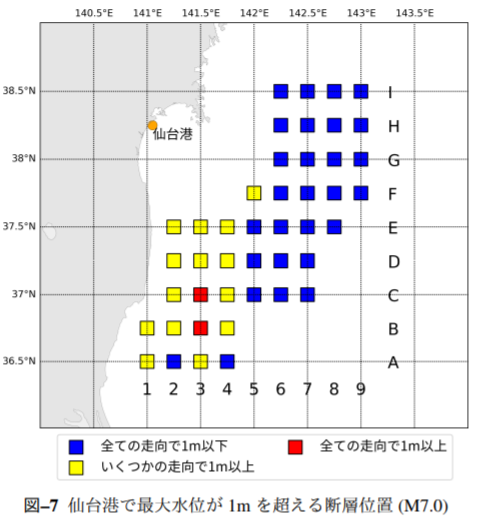 140.5°E 141°E 141.5°E 142°E 142.5°E 143°E 143.5°E
38.5°N I
仙台港 H
38°N G
F
37.5°N E
D
37°N C
B
36.5°N A
1 2 3 4 5 6 7 8 9
全ての走向で1m以下 全ての走向で1m以上
いくつかの走向で1m以上
図–7 仙台港で最大水位が 1m を超える断層位置 (M7.0)